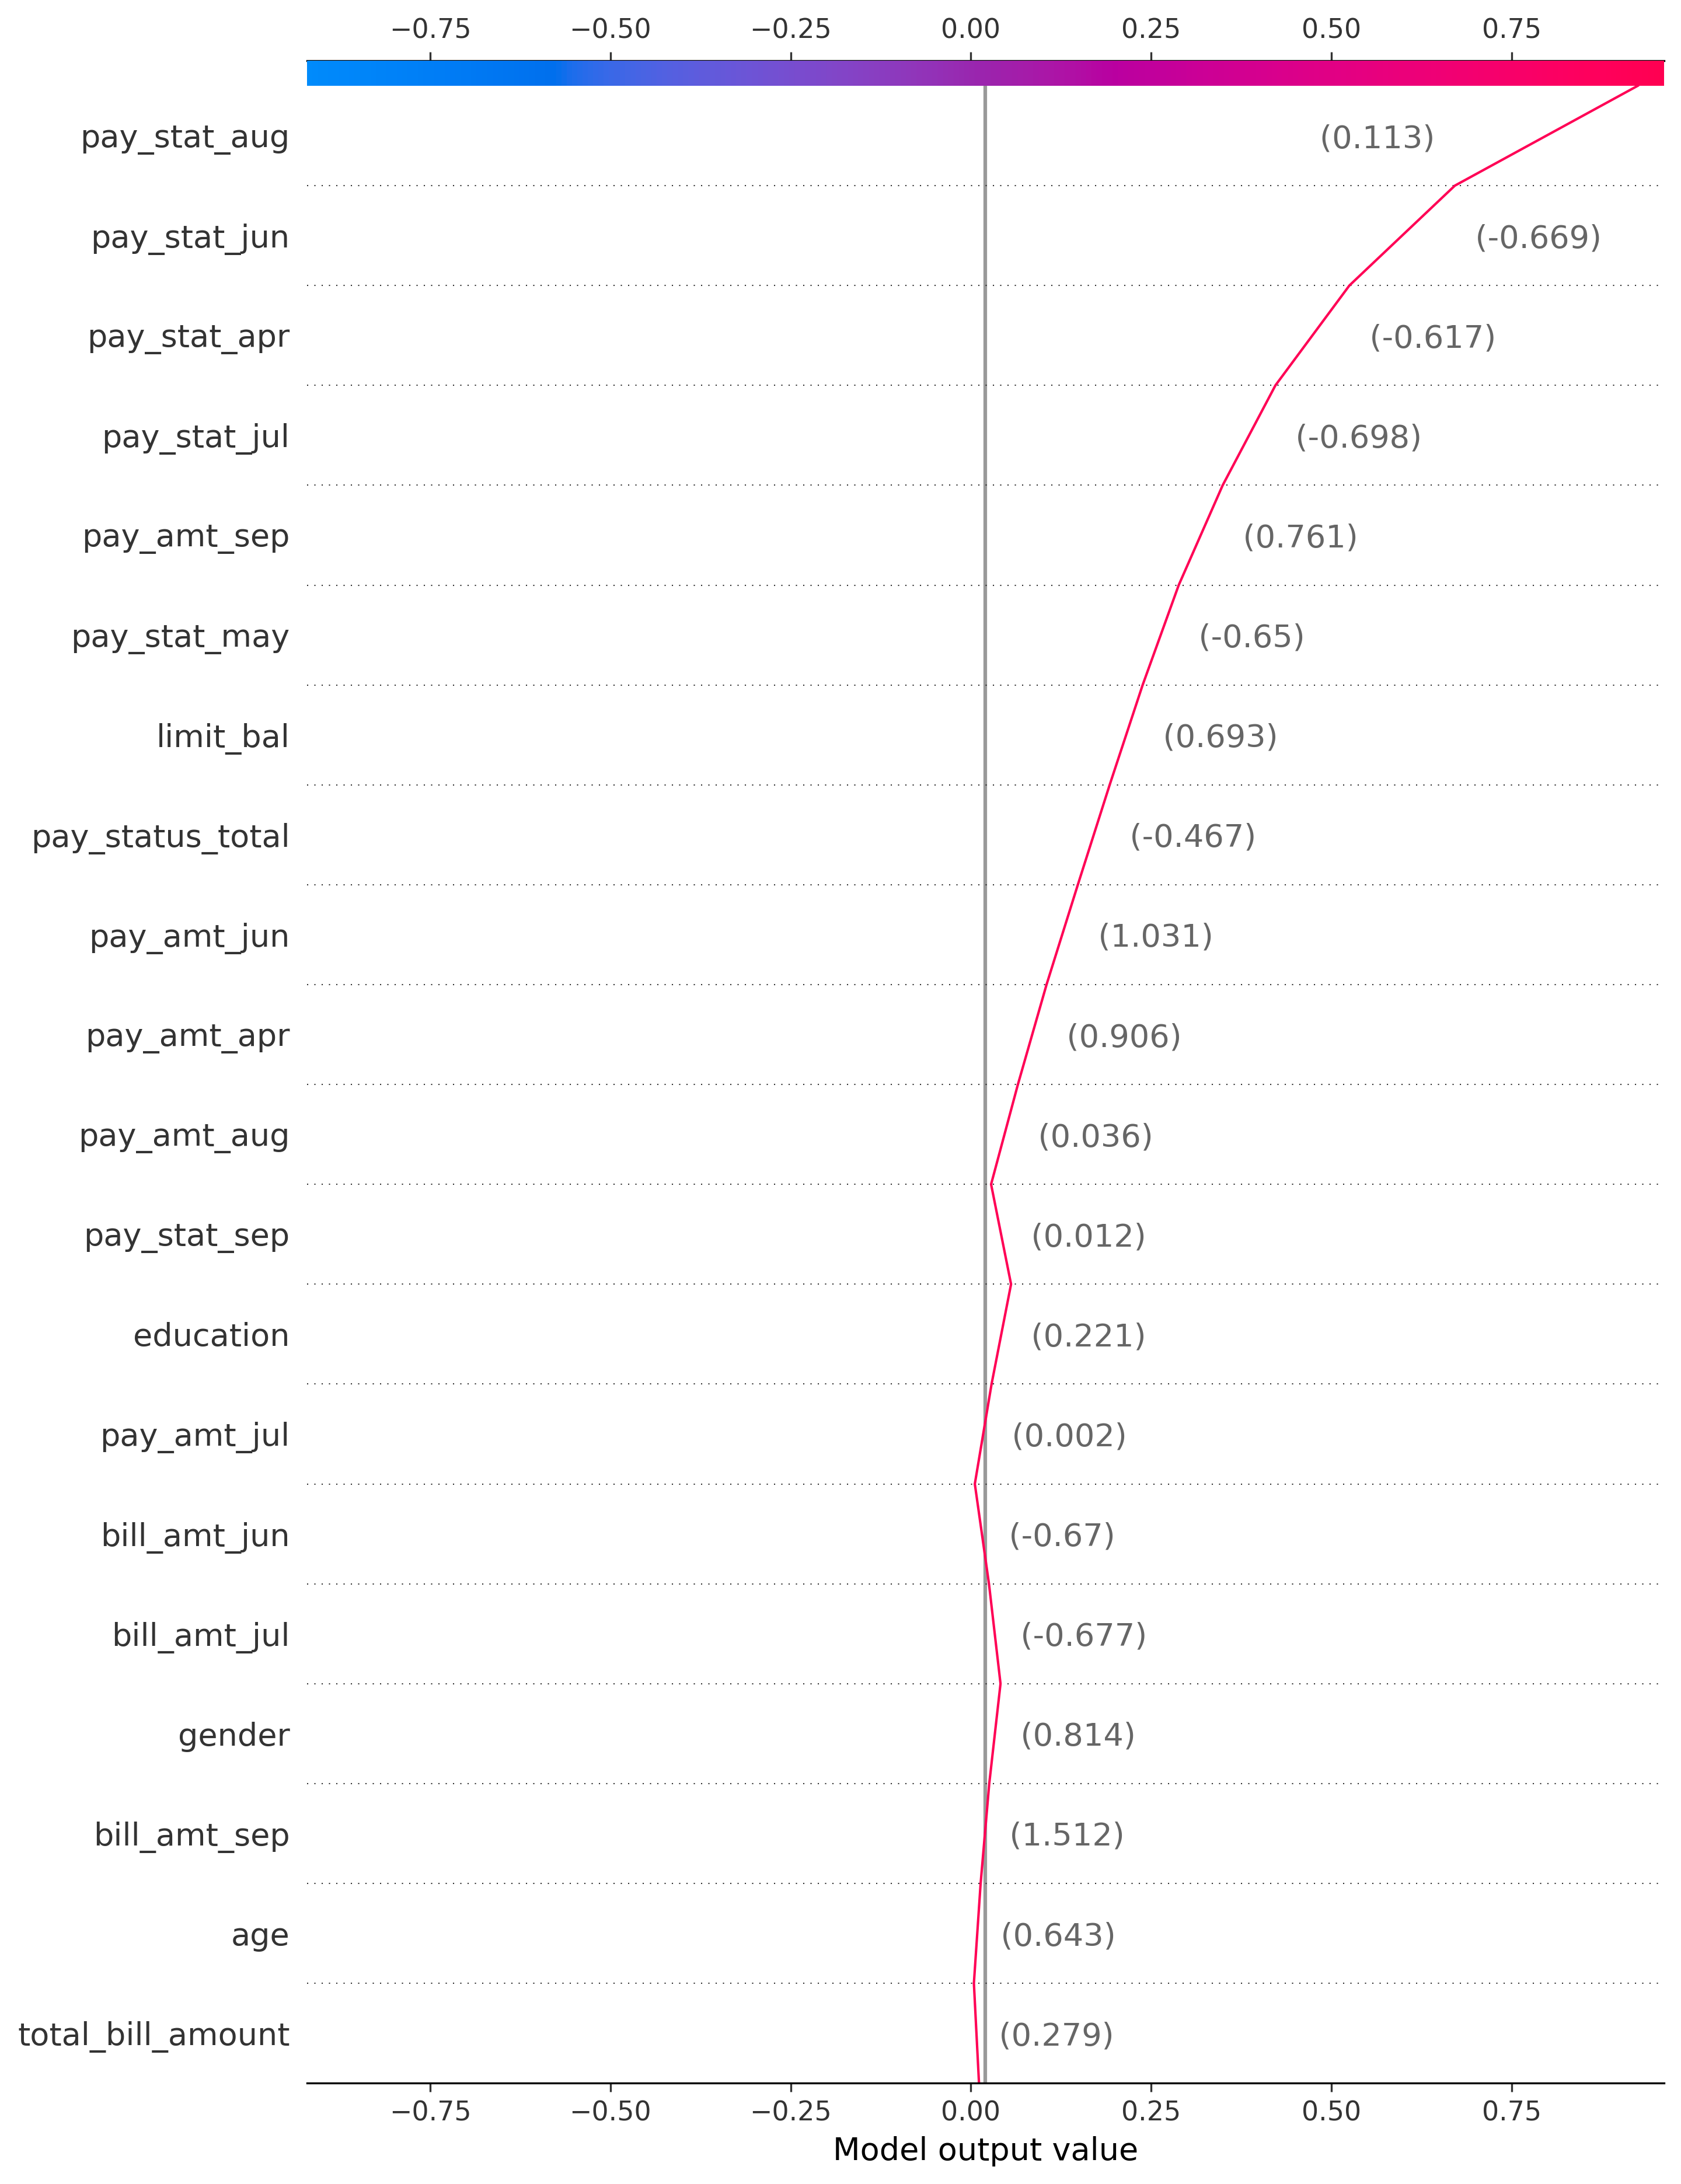 −0.75 −0.50 −0.25 0.00 0.25 0.50 0.75
pay_stat_aug (0.113)
pay_stat_jun (-0.669)
pay_stat_apr (-0.617)
pay_stat_jul (-0.698)
pay_amt_sep (0.761)
pay_stat_may (-0.65)
limit_bal (0.693)
pay_status_total (-0.467)
pay_amt_jun (1.031)
pay_amt_apr (0.906)
pay_amt_aug (0.036)
pay_stat_sep (0.012)
education (0.221)
pay_amt_jul (0.002)
bill_amt_jun (-0.67)
bill_amt_jul (-0.677)
gender (0.814)
bill_amt_sep (1.512)
age (0.643)
total_bill_amount (0.279)
−0.75 −0.50 −0.25 0.00 0.25 0.50 0.75
Model output value